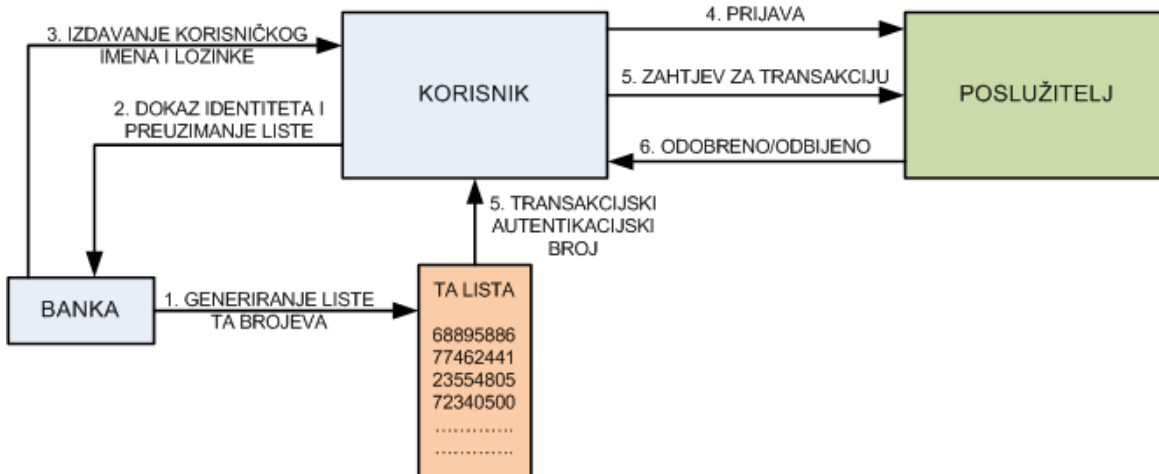 3. IZDAVANJE KORISNIČKOG
IMENA I LOZINKE
2. DOKAZ IDENTITETA I
PREUZIMANJE LISTE
KORISNIK
4. PRIJAVA
5. ZAHTJEV ZA TRANSAKCIJU
6. ODOBRENO/ODBIJENO
POSLUŽITELJ
5. TRANSAKCIJSKI
AUTENTIKACIJSKI
BROJ
BANKA
1. GENERIRANJE LISTE
TA BROJEVA
TA LISTA
68895886
77462441
23554805
72340500
.............
.............